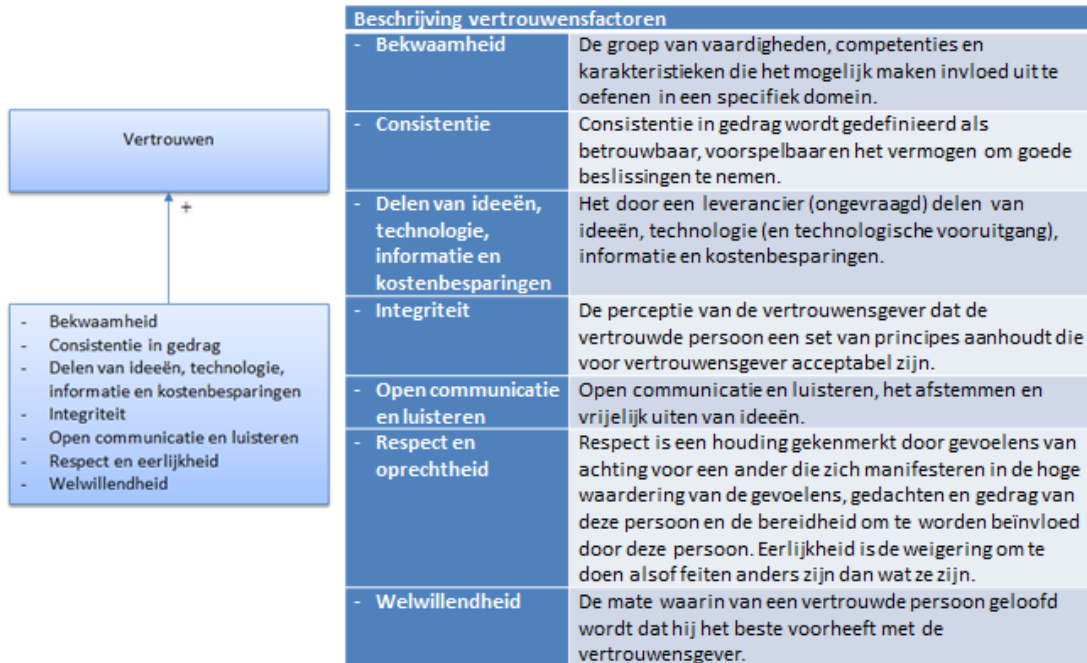 Vertrouwen
+
- Bekwaamheid
- Consistentie in gedrag
- Delen van ideeën, technologie,
informatie en kostenbesparingen
- Integriteit
- Open communicatie en luisteren
- Respect en eerlijkheid
- Welwillendheid
Beschrijving vertrouwensfactoren
- Bekwaamheid
De groep van vaardigheden, competenties en
karakteristieken die het mogelijk maken invloed uit te
oefenen in een specifiek domein.
- Consistentie
Consistentie in gedrag wordt gedefinieerd als
betrouwbaar, voorspelbaar en het vermogen om goede
beslissingen te nemen.
- Delen van ideeën,
technologie,
informatie en
kostenbesparingen
Het door een leverancier (ongevraagd) delen van
ideeën, technologie (en technologische vooruitgang),
informatie en kostenbesparingen.
- Integriteit
De perceptie van de vertrouwensgever dat de
vertrouwde persoon een set van principes aanhoudt die
voor vertrouwensgever acceptabel zijn.
- Open communicatie
en luisteren
Open communicatie en luisteren, het afstemmen en
vrijelijk uiten van ideeën.
- Respect en
oprechtheid
Respect is een houding gekenmerkt door gevoelens van
achting voor een ander die zich manifesteren in de hoge
waardering van de gevoelens, gedachten en gedrag van
deze persoon en de bereidheid om te worden beïnvloed
door deze persoon. Eerlijkheid is de weigering om te
doen alsof feiten anders zijn dan wat ze zijn.
- Welwillendheid
De mate waarin van een vertrouwde persoon geloofd
wordt dat hij het beste voorheeft met de
vertrouwensgever.